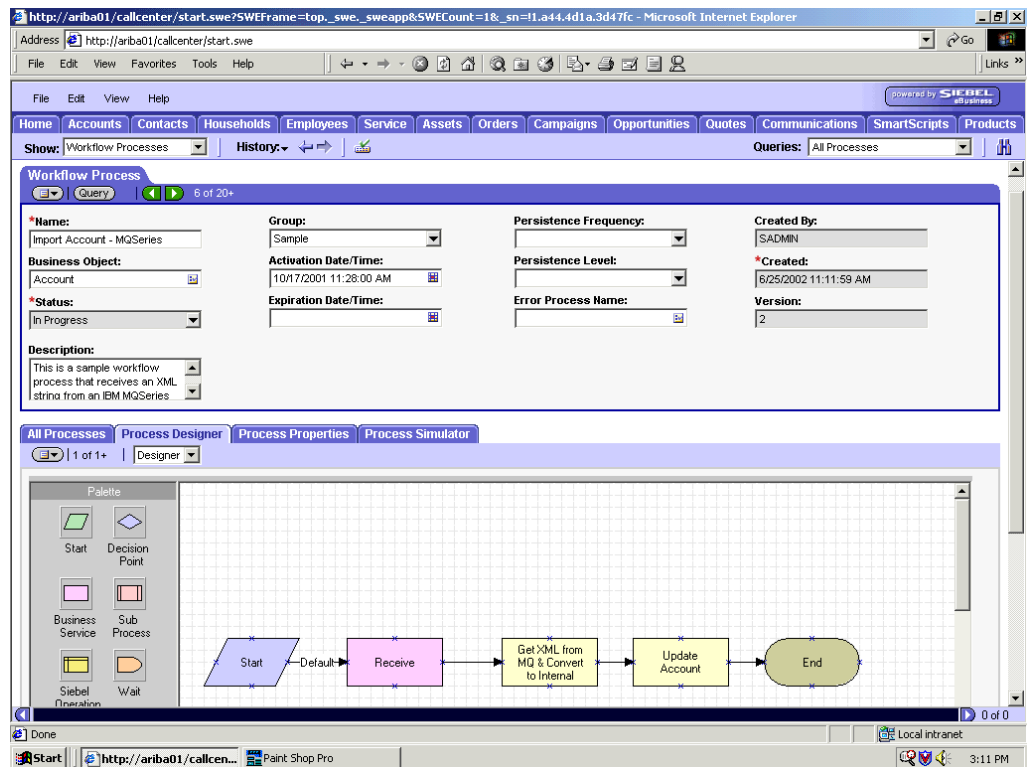 http://ariba01/callcenter/start.swe?SWEFrame=top._swe._sweapp&SWECount=1&_sn=!1.a44.4d1a.3d47fc - Microsoft Internet Explorer
Address http://ariba01/callcenter/start.swe Go
File Edit View Favorites Tools Help Links »
File Edit View Help powered by SIEBEL eBusiness
Home Accounts Contacts Households Employees Service Assets Orders Campaigns Opportunities Quotes Communications SmartScripts Products
Show: Workflow Processes History: Queries: All Processes
Workflow Process
Query 6 of 20+
*Name: Group: Persistence Frequency: Created By:
Import Account - MQSeries Sample SADMIN
Business Object: Activation Date/Time: Persistence Level: *Created:
Account 10/17/2001 11:28:00 AM 6/25/2002 11:11:59 AM
*Status: Expiration Date/Time: Error Process Name: Version:
In Progress 2
Description:
This is a sample workflow
process that receives an XML
string from an IBM MQSeries
All Processes Process Designer Process Properties Process Simulator
1 of 1+ Designer
Palette
Start Decision
Point
Business Sub
Service Process
Siebel Wait
Operation
Start Default Receive Get XML from
MQ & Convert
to Internal Update
Account End
0 of 0
Done Local intranet
Start http://ariba01/callcen... Paint Shop Pro 3:11 PM